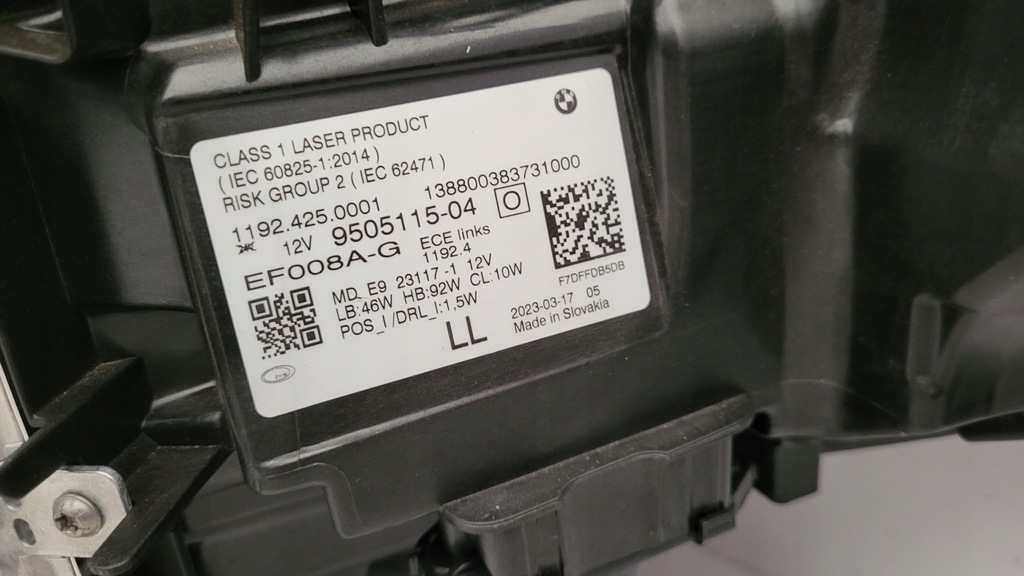 CLASS 1 LASER PRODUCT
( IEC 60825-1:2014 )
RISK GROUP 2 ( IEC 62471 )
1192.425.0001 138800383731000
12V 9505115-04 O
EF008A-G ECE links
1192.4
MD_E9 23117 -1 12V
LB:46W HB:92W CL:10W
POS_I /DRL_I:1,5W
LL
F7DFFDB5DB
2023-03-17 05
Made in Slovakia